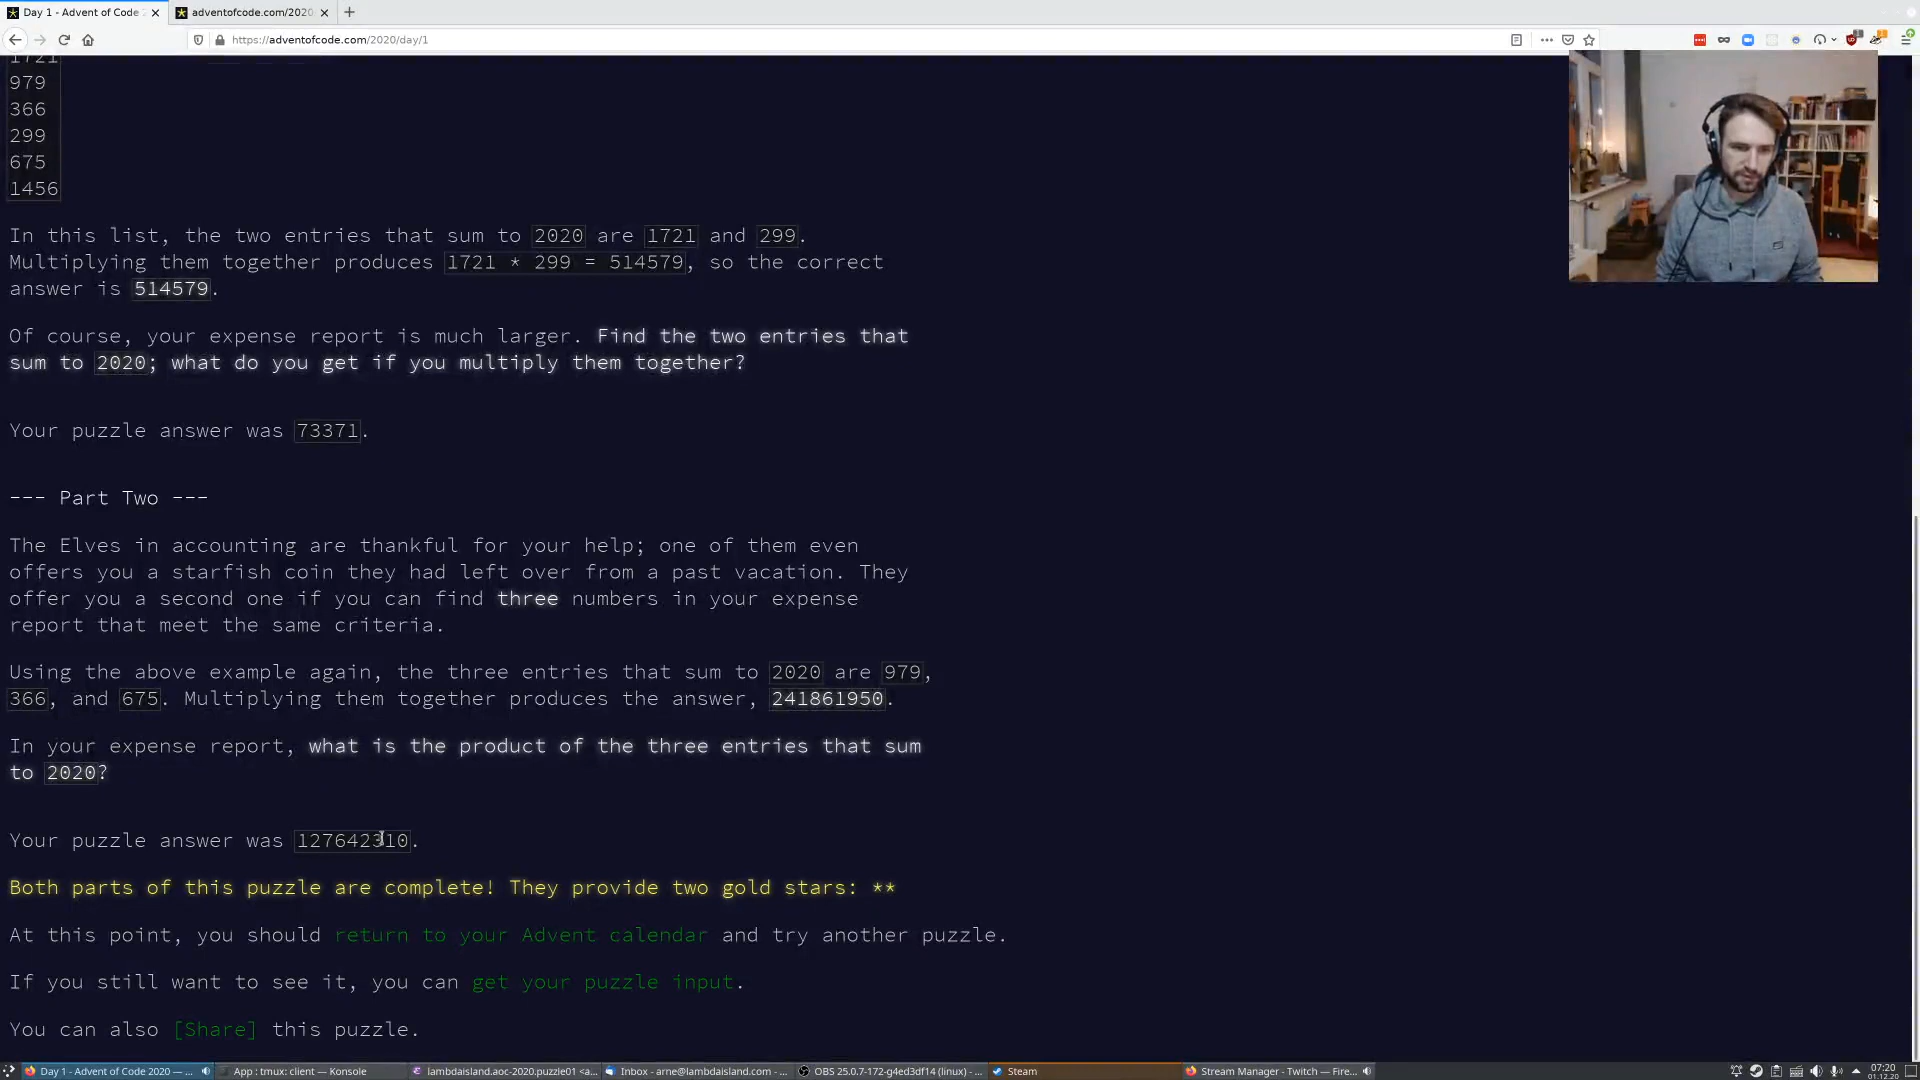 Day 1 - Advent of Code 2020
adventofcode.com/2020
https://adventofcode.com/2020/day/1
1721
979
366
299
675
1456
In this list, the two entries that sum to 2020 are 1721 and 299.
Multiplying them together produces 1721 * 299 = 514579, so the correct
answer is 514579.
Of course, your expense report is much larger. Find the two entries that
sum to 2020; what do you get if you multiply them together?
Your puzzle answer was 73371.
--- Part Two ---
The Elves in accounting are thankful for your help; one of them even
offers you a starfish coin they had left over from a past vacation. They
offer you a second one if you can find three numbers in your expense
report that meet the same criteria.
Using the above example again, the three entries that sum to 2020 are 979,
366, and 675. Multiplying them together produces the answer, 241861950.
In your expense report, what is the product of the three entries that sum
to 2020?
Your puzzle answer was 127642310.
Both parts of this puzzle are complete! They provide two gold stars: **
At this point, you should return to your Advent calendar and try another puzzle.
If you still want to see it, you can get your puzzle input.
You can also [Share] this puzzle.
Day 1 - Advent of Code 2020 — ...
App : tmux: client — Konsole
lambdaisland.aoc-2020.puzzle01 <a...
Inbox - arne@lambdaisland.com - ...
OBS 25.0.7-172-g4ed3df14 (linux) - ...
Steam
Stream Manager - Twitch — Fire...
07:20
01.12.20